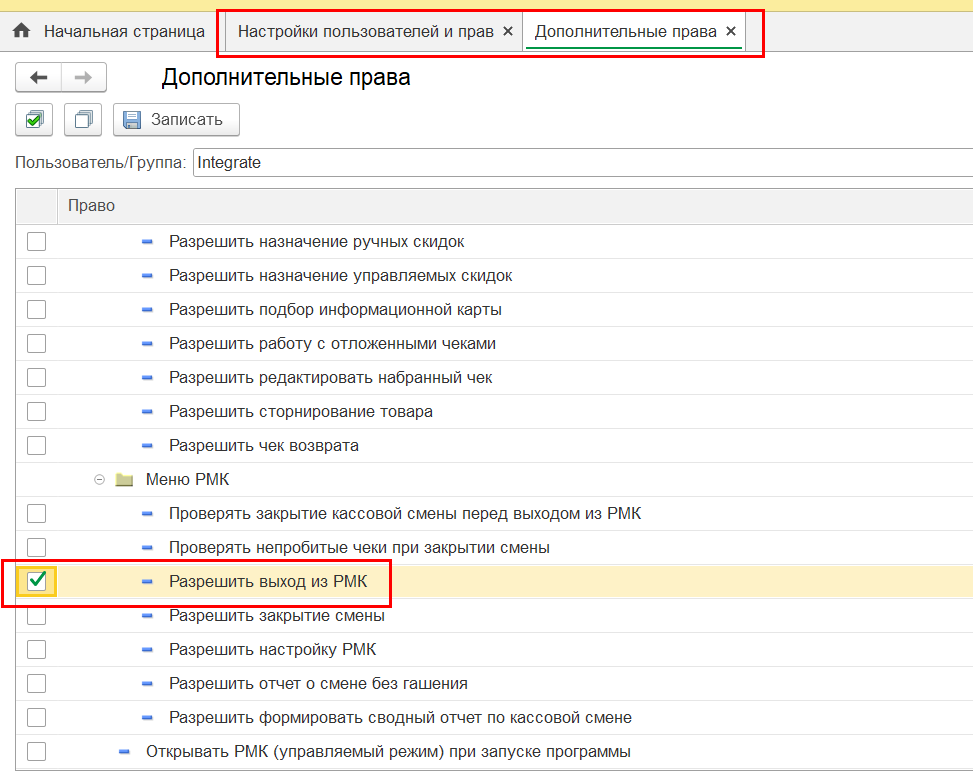 Начальная страница
Настройки пользователей и прав ×
Дополнительные права ×
Дополнительные права
Записать
Пользователь/Группа: Integrate
Право
Разрешить назначение ручных скидок
Разрешить назначение управляемых скидок
Разрешить подбор информационной карты
Разрешить работу с отложенными чеками
Разрешить редактировать набранный чек
Разрешить сторнирование товара
Разрешить чек возврата
Меню РМК
Проверять закрытие кассовой смены перед выходом из РМК
Проверять непробитые чеки при закрытии смены
Разрешить выход из РМК
Разрешить закрытие смены
Разрешить настройку РМК
Разрешить отчет о смене без гашения
Разрешить формировать сводный отчет по кассовой смене
Открывать РМК (управляемый режим) при запуске программы